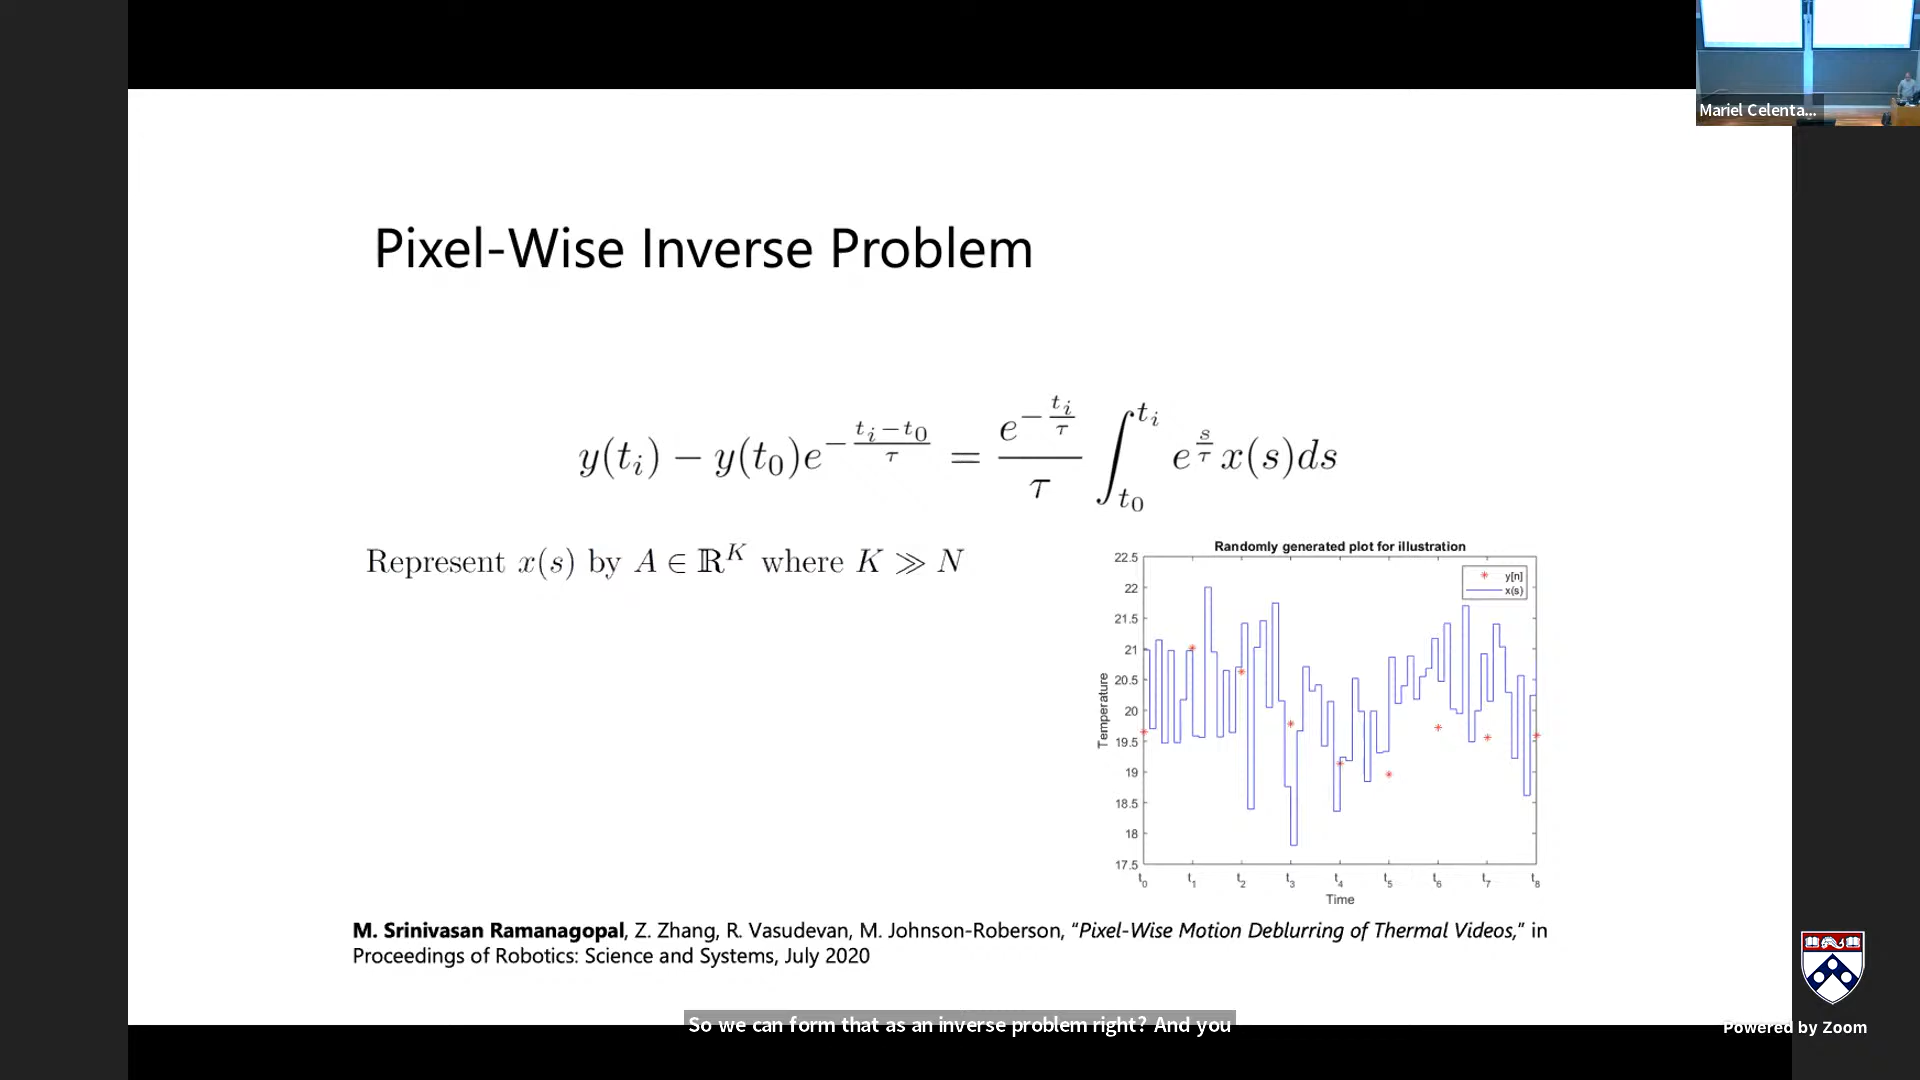 Mariel Celenta...
Pixel-Wise Inverse Problem
y(t_i) − y(t_0)e^{−\frac{t_i−t_0}{τ}} = \frac{e^{−\frac{t_i}{τ}}}{τ} ∫_{t_0}^{t_i} e^{\frac{s}{τ}} x(s)ds
Represent x(s) by A ∈ ℝ^K where K ≫ N
Randomly generated plot for illustration
22.5
22
21.5
21
20.5
20
19.5
19
18.5
18
17.5
Temperature
y[n]
x(s)
t_0 t_1 t_2 t_3 t_4 t_5 t_6 t_7 t_8
Time
M. Srinivasan Ramanagopal, Z. Zhang, R. Vasudevan, M. Johnson-Roberson, “Pixel-Wise Motion Deblurring of Thermal Videos,” in
Proceedings of Robotics: Science and Systems, July 2020
So we can form that as an inverse problem right? And you
Powered by Zoom